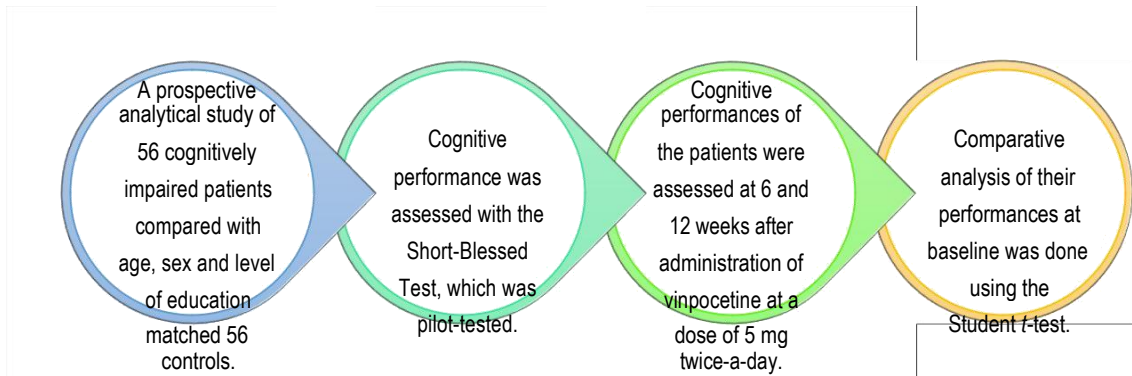 A prospective
analytical study of
56 cognitively
impaired patients
compared with
age, sex and level
of education
matched 56
controls.
Cognitive
performance was
assessed with the
Short-Blessed
Test, which was
pilot-tested.
Cognitive
performances of
the patients were
assessed at 6 and
12 weeks after
administration of
vinpocetine at a
dose of 5 mg
twice-a-day.
Comparative
analysis of their
performances at
baseline was done
using the
Student t-test.